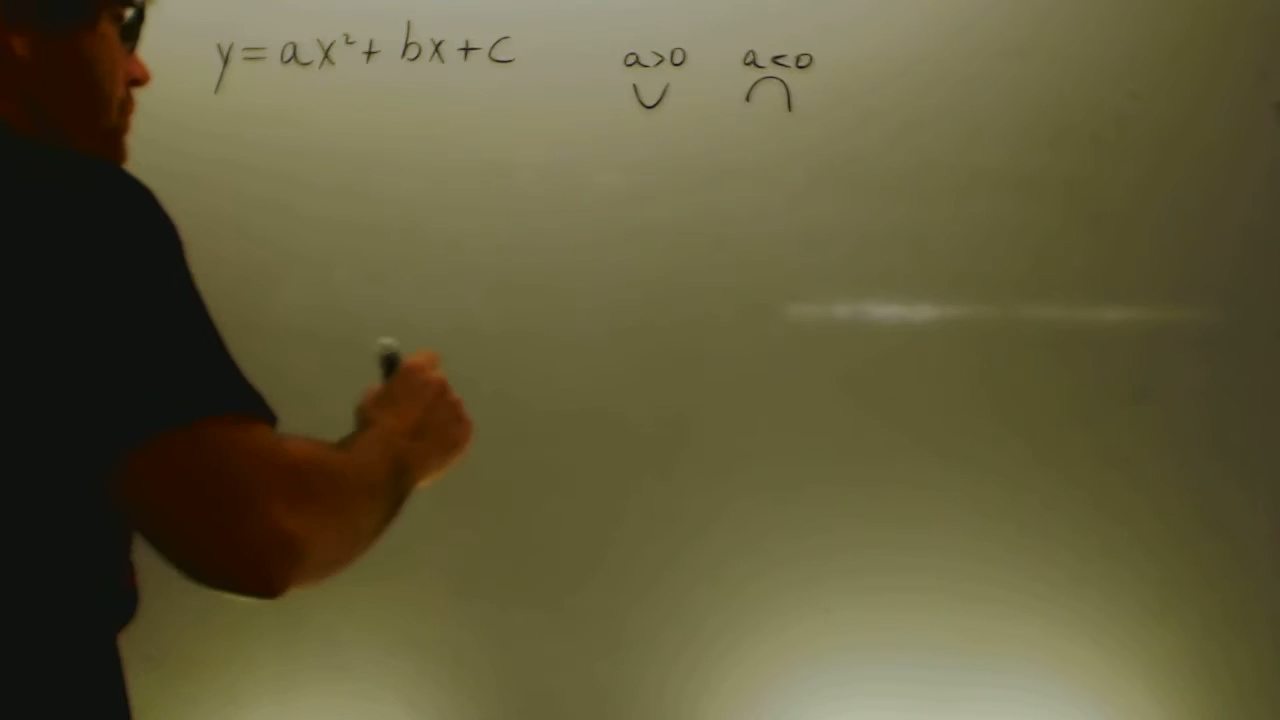 y = ax² + bx + c a>0 a<0